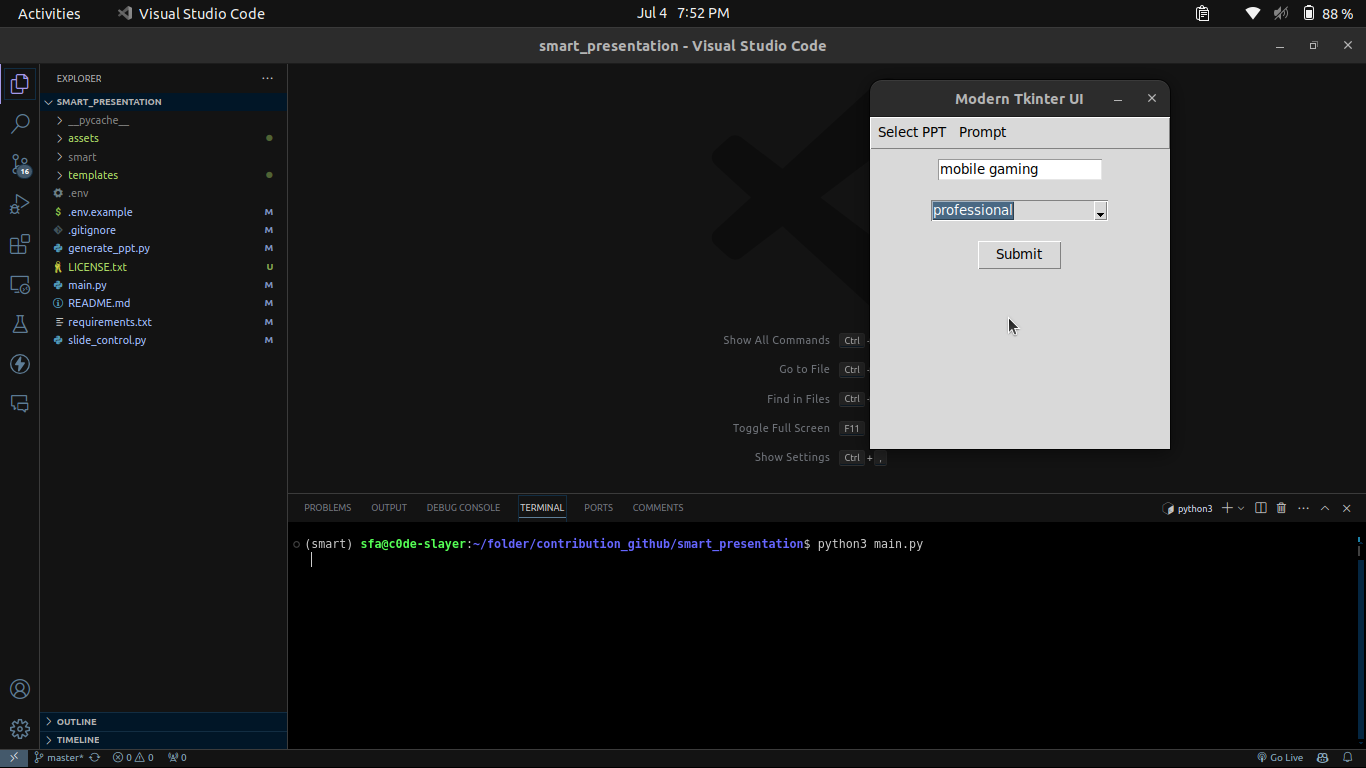 Activities Visual Studio Code Jul 4 7:52 PM 88 %
smart_presentation - Visual Studio Code
EXPLORER
SMART_PRESENTATION
__pycache__
assets
smart
templates
.env
$ .env.example M
.gitignore M
generate_ppt.py M
LICENSE.txt U
main.py M
README.md M
requirements.txt M
slide_control.py M
OUTLINE
TIMELINE
16
Show All Commands Ctrl +
Go to File Ctrl +
Find in Files Ctrl +
Toggle Full Screen F11
Show Settings Ctrl + ,
Modern Tkinter UI
Select PPT Prompt
mobile gaming
professional
Submit
PROBLEMS OUTPUT DEBUG CONSOLE TERMINAL PORTS COMMENTS python3
(smart) sfa@c0de-slayer:~/folder/contribution_github/smart_presentation$ python3 main.py
master* 0 0 0 Go Live